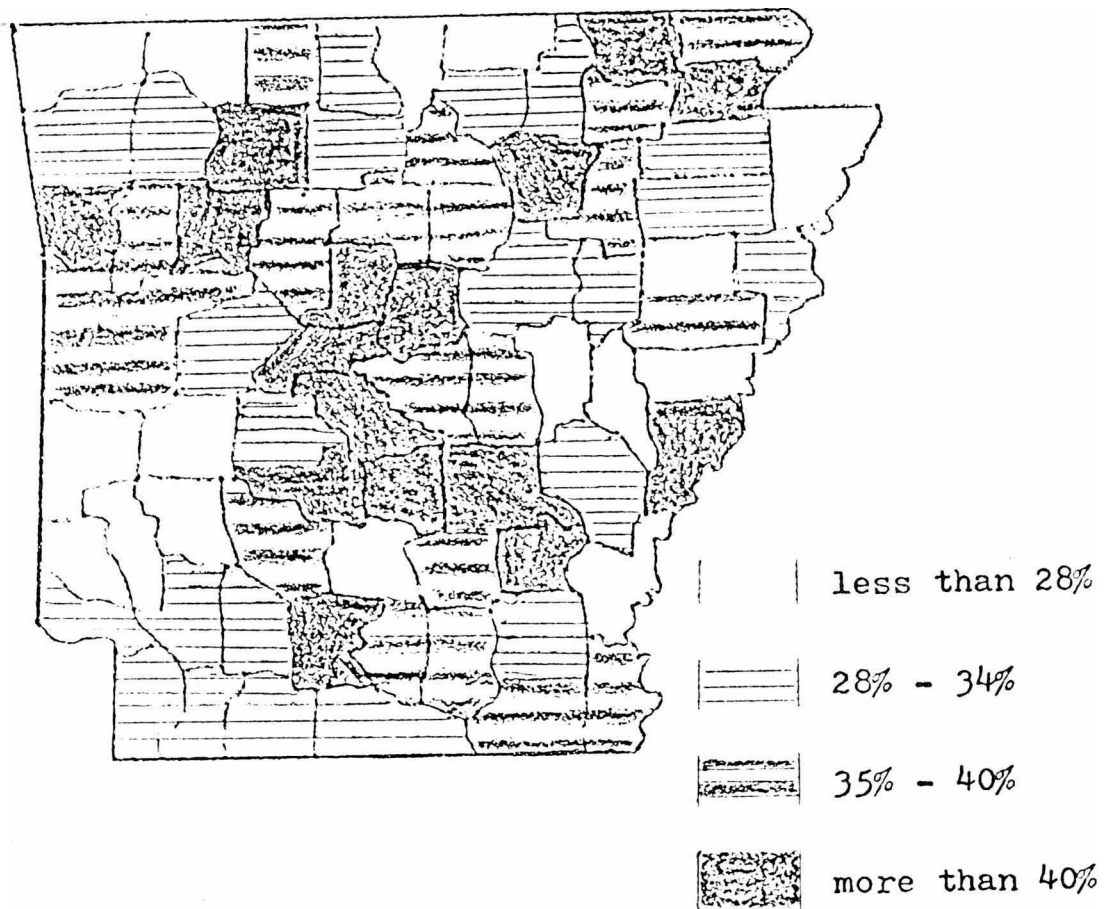 less than 28%
28% - 34%
35% - 40%
more than 40%